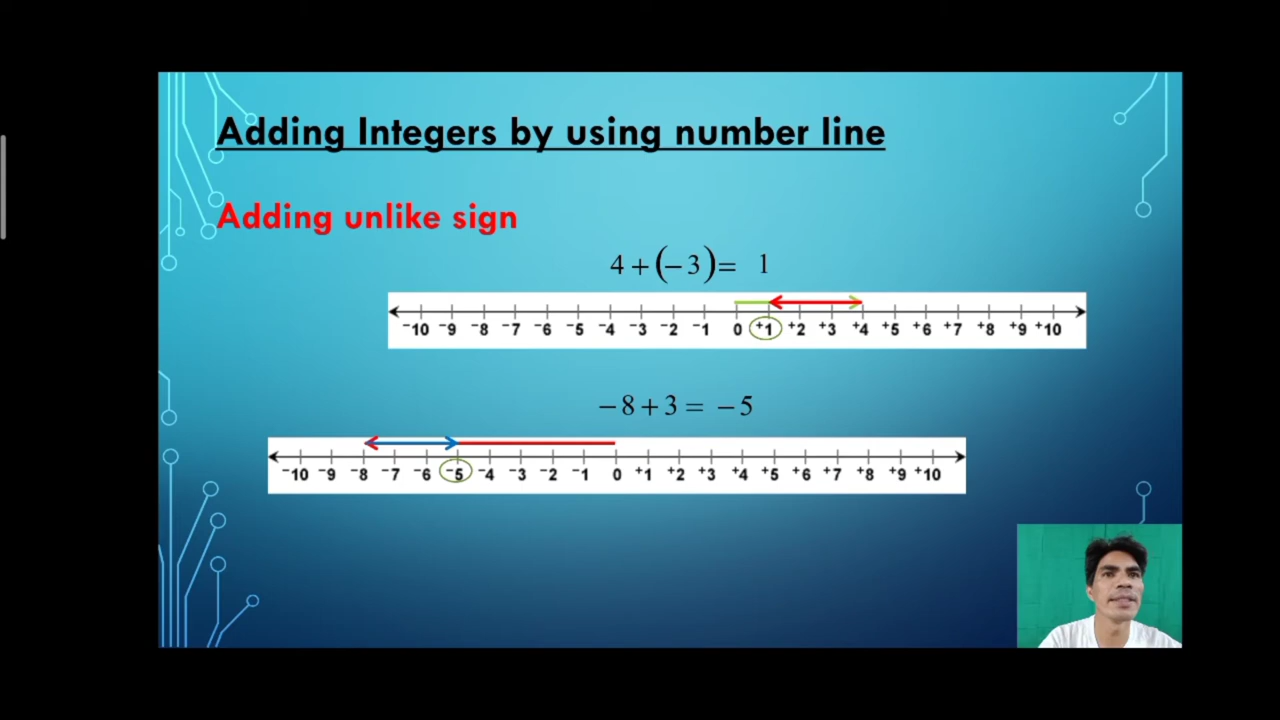 Adding Integers by using number line
Adding unlike sign
4 + (−3) = 1
⁻10 ⁻9 ⁻8 ⁻7 ⁻6 ⁻5 ⁻4 ⁻3 ⁻2 ⁻1 0 ⁺1 ⁺2 ⁺3 ⁺4 ⁺5 ⁺6 ⁺7 ⁺8 ⁺9 ⁺10
−8 + 3 = −5
⁻10 ⁻9 ⁻8 ⁻7 ⁻6 ⁻5 ⁻4 ⁻3 ⁻2 ⁻1 0 ⁺1 ⁺2 ⁺3 ⁺4 ⁺5 ⁺6 ⁺7 ⁺8 ⁺9 ⁺10